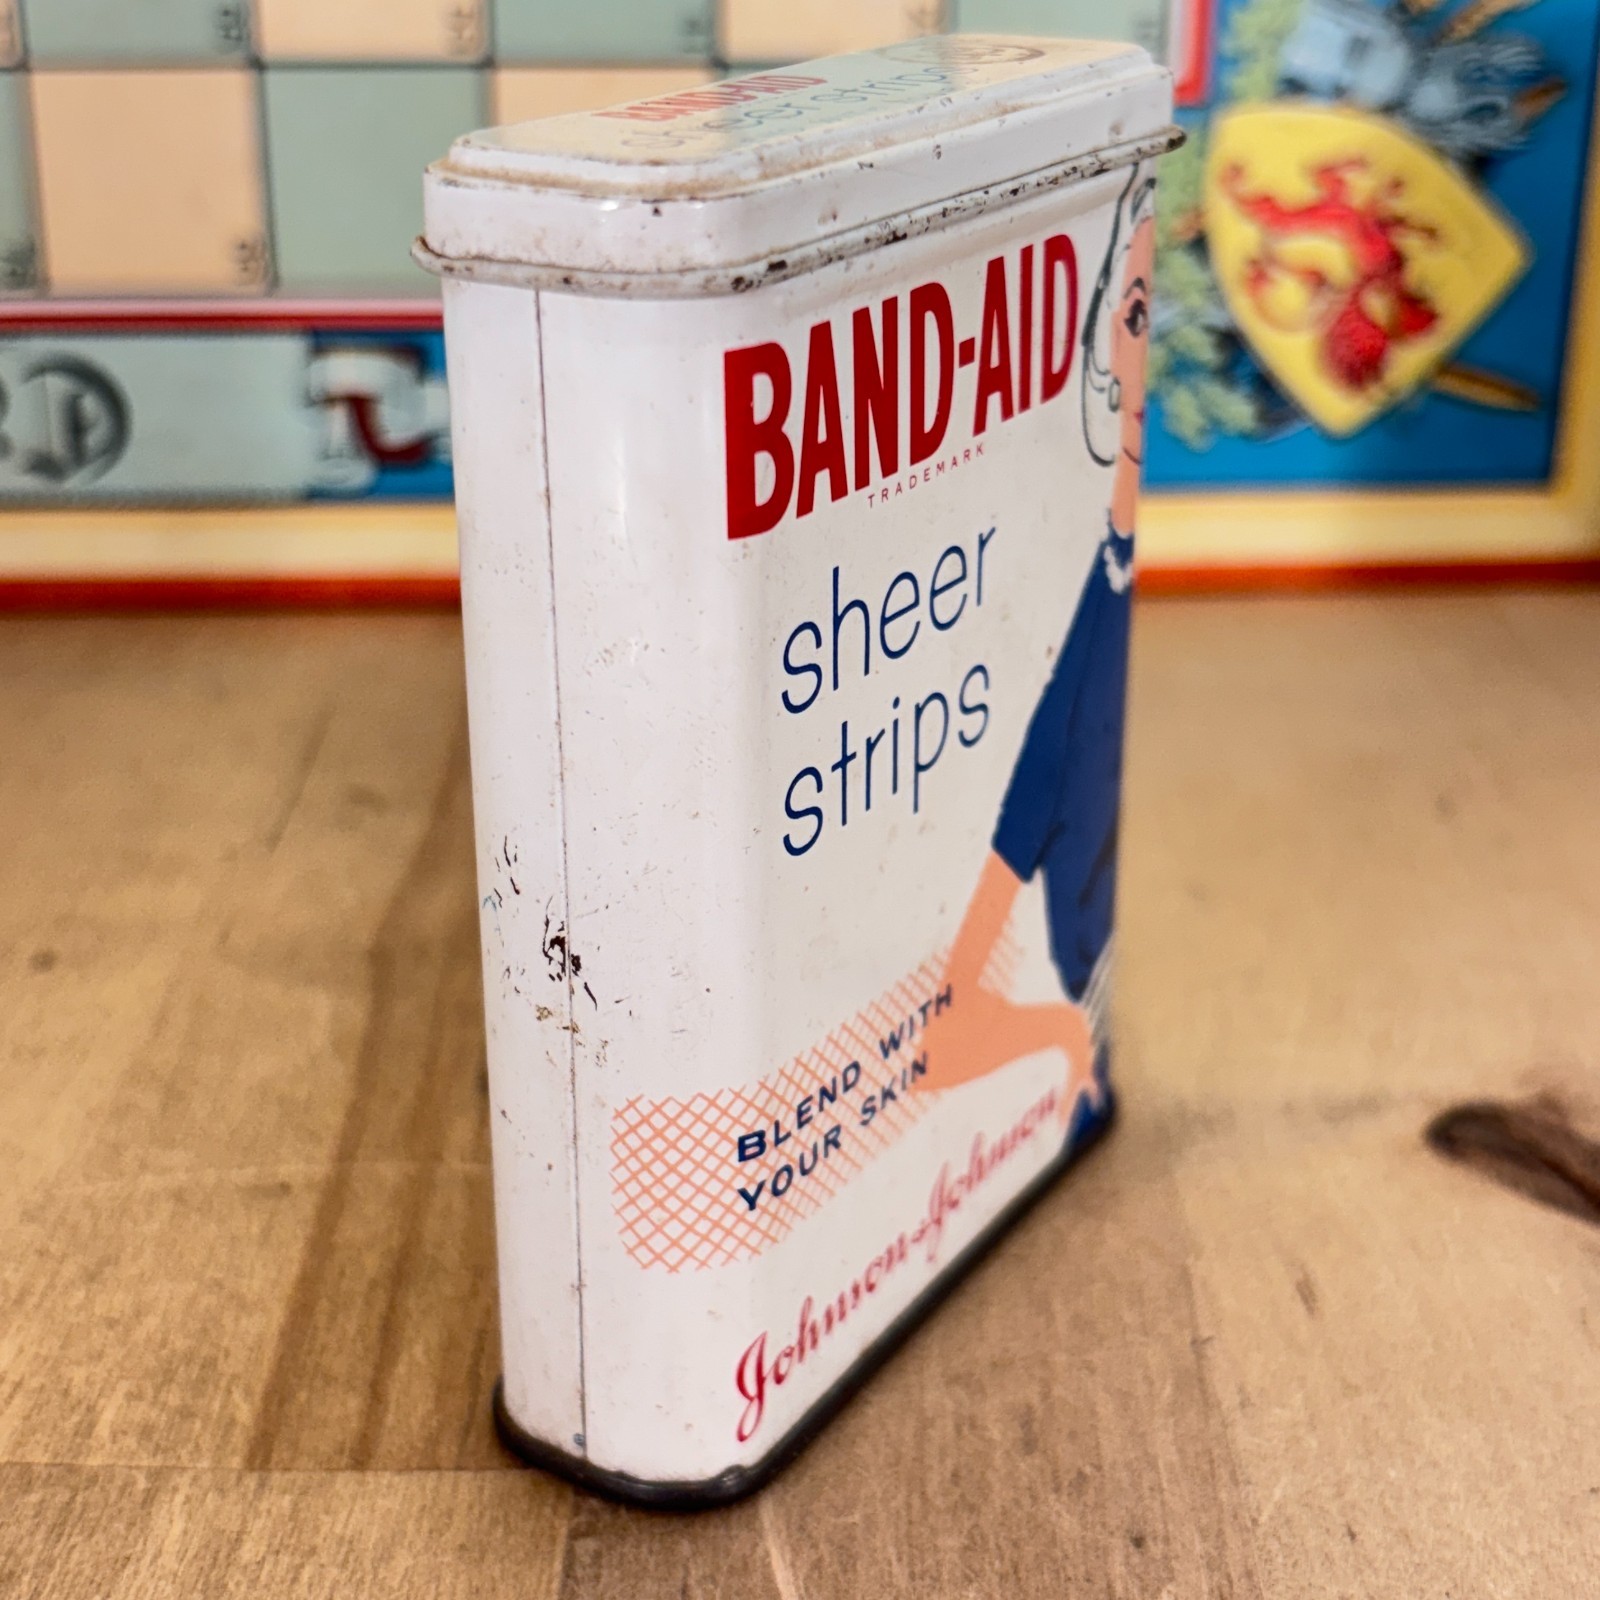 BAND-AID
sheer strips
BAND-AID
TRADEMARK
sheer
strips
BLEND WITH
YOUR SKIN
Johnson & Johnson